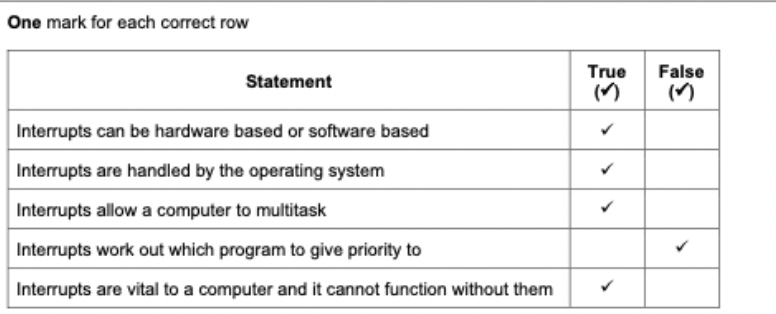 One mark for each correct row
Statement True (✓) False (✓)
Interrupts can be hardware based or software based ✓
Interrupts are handled by the operating system ✓
Interrupts allow a computer to multitask ✓
Interrupts work out which program to give priority to ✓
Interrupts are vital to a computer and it cannot function without them ✓